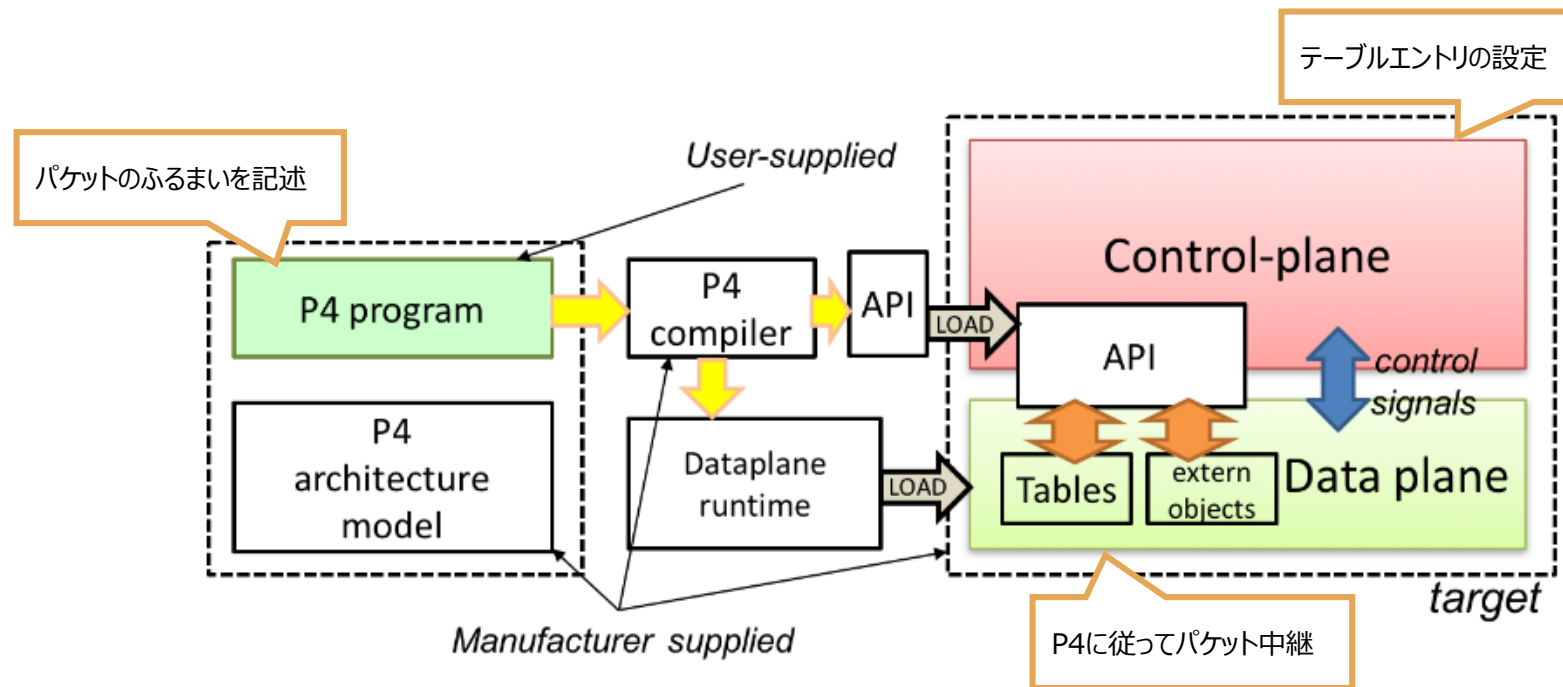 テーブルエントリの設定
パケットのふるまいを記述
User-supplied
P4 program
P4
compiler
API
LOAD
Control-plane
API
control
signals
P4
architecture
model
Dataplane
runtime
LOAD
Tables
extern
objects
Data plane
target
Manufacturer supplied
P4に従ってパケット中継